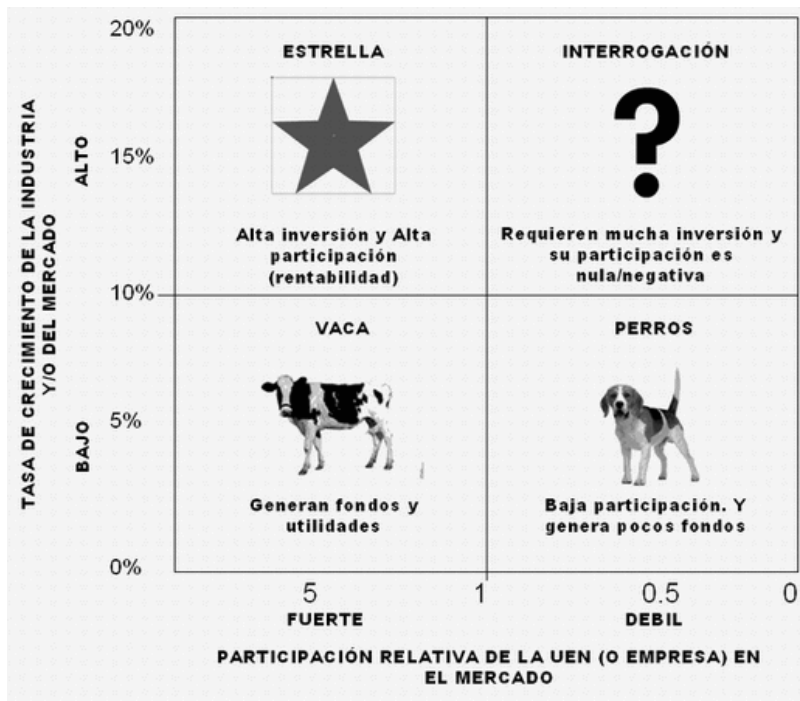 20%
ESTRELLA
INTERROGACIÓN
TASA DE CRECIMIENTO DE LA INDUSTRIA
Y/O DEL MERCADO
ALTO
15%
Alta inversión y Alta
participación
(rentabilidad)
?
Requieren mucha inversión y
su participación es
nula/negativa
10%
VACA
PERROS
BAJO
5%
Generan fondos y
utilidades
Baja participación. Y
genera pocos fondos
0%
5
1
0.5
0
FUERTE
DEBIL
PARTICIPACIÓN RELATIVA DE LA UEN (O EMPRESA) EN
EL MERCADO